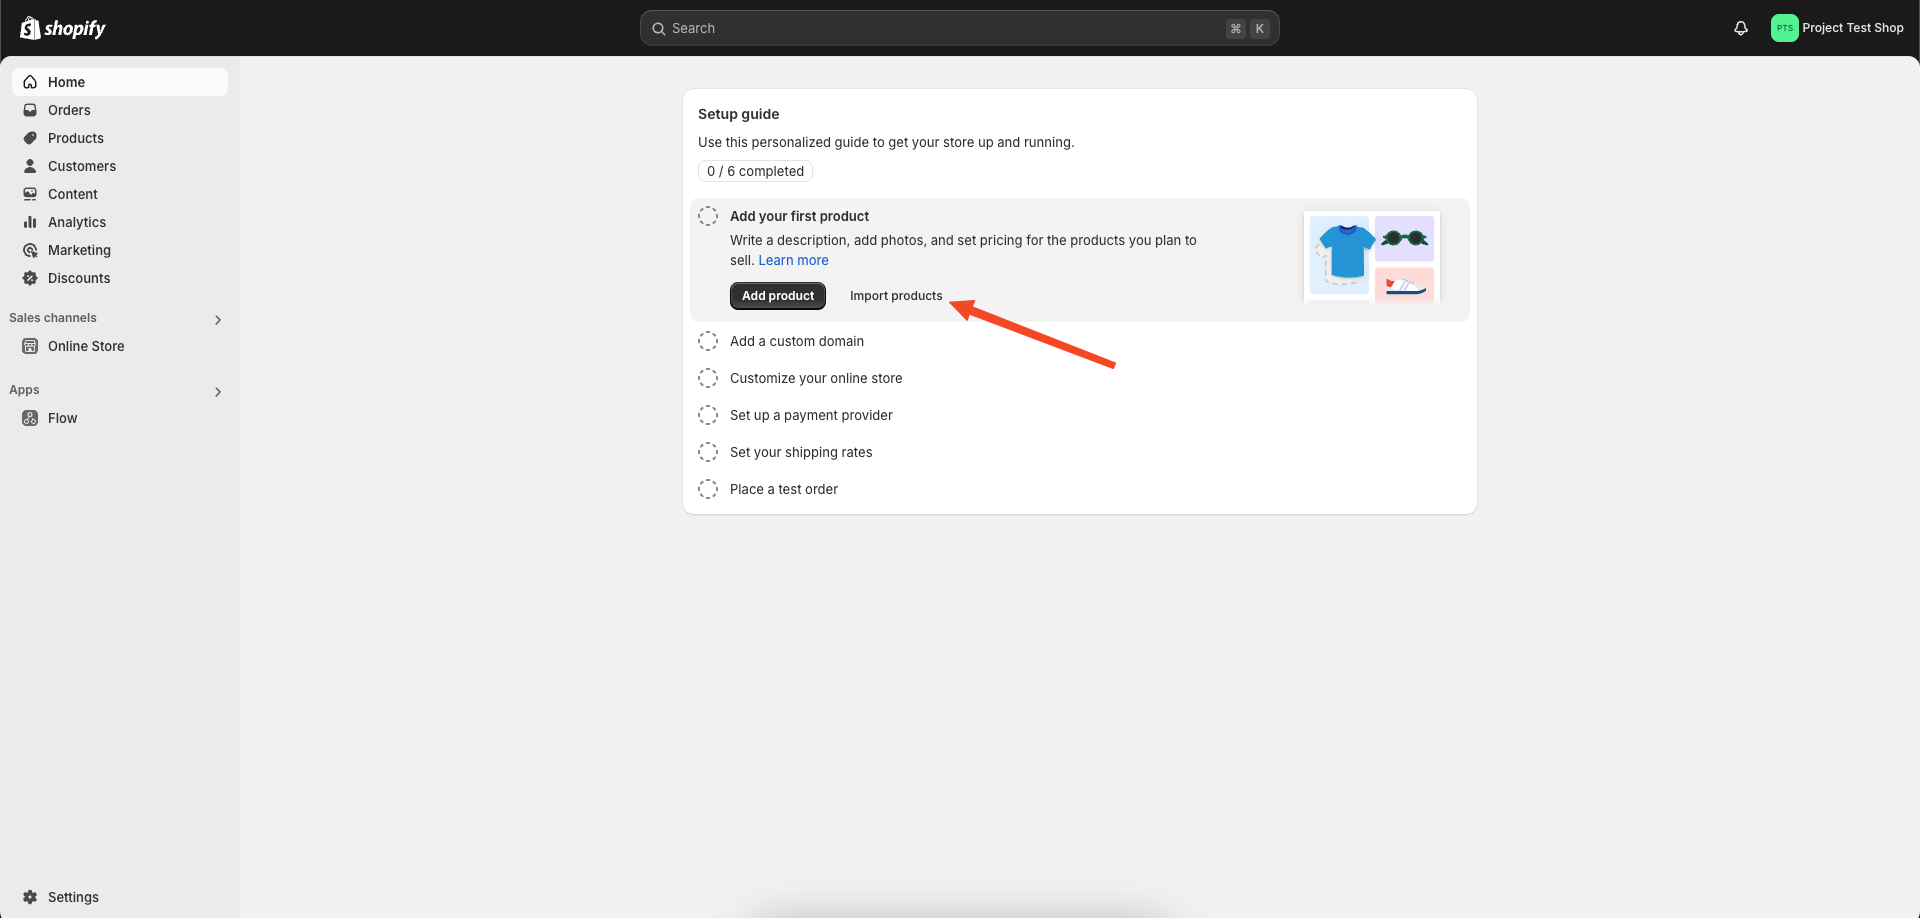 shopify
Search
⌘ K
PTS
Project Test Shop
Home
Orders
Products
Customers
Content
Analytics
Marketing
Discounts
Sales channels
Online Store
Apps
Flow
Settings
Setup guide
Use this personalized guide to get your store up and running.
0 / 6 completed
Add your first product
Write a description, add photos, and set pricing for the products you plan to
sell. Learn more
Add product
Import products
Add a custom domain
Customize your online store
Set up a payment provider
Set your shipping rates
Place a test order